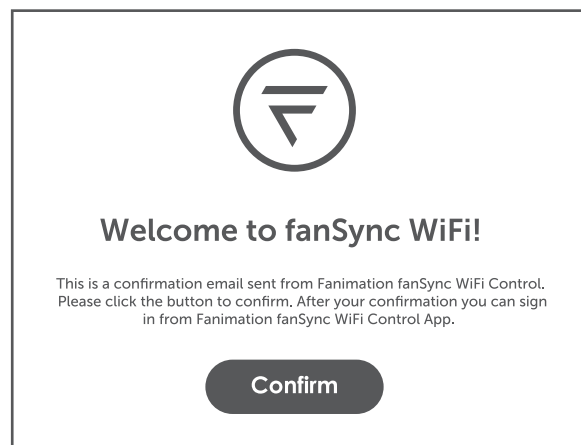 Welcome to fanSync WiFi!
This is a confirmation email sent from Fanimation fanSync WiFi Control.
Please click the button to confirm. After your confirmation you can sign
in from Fanimation fanSync WiFi Control App.
Confirm